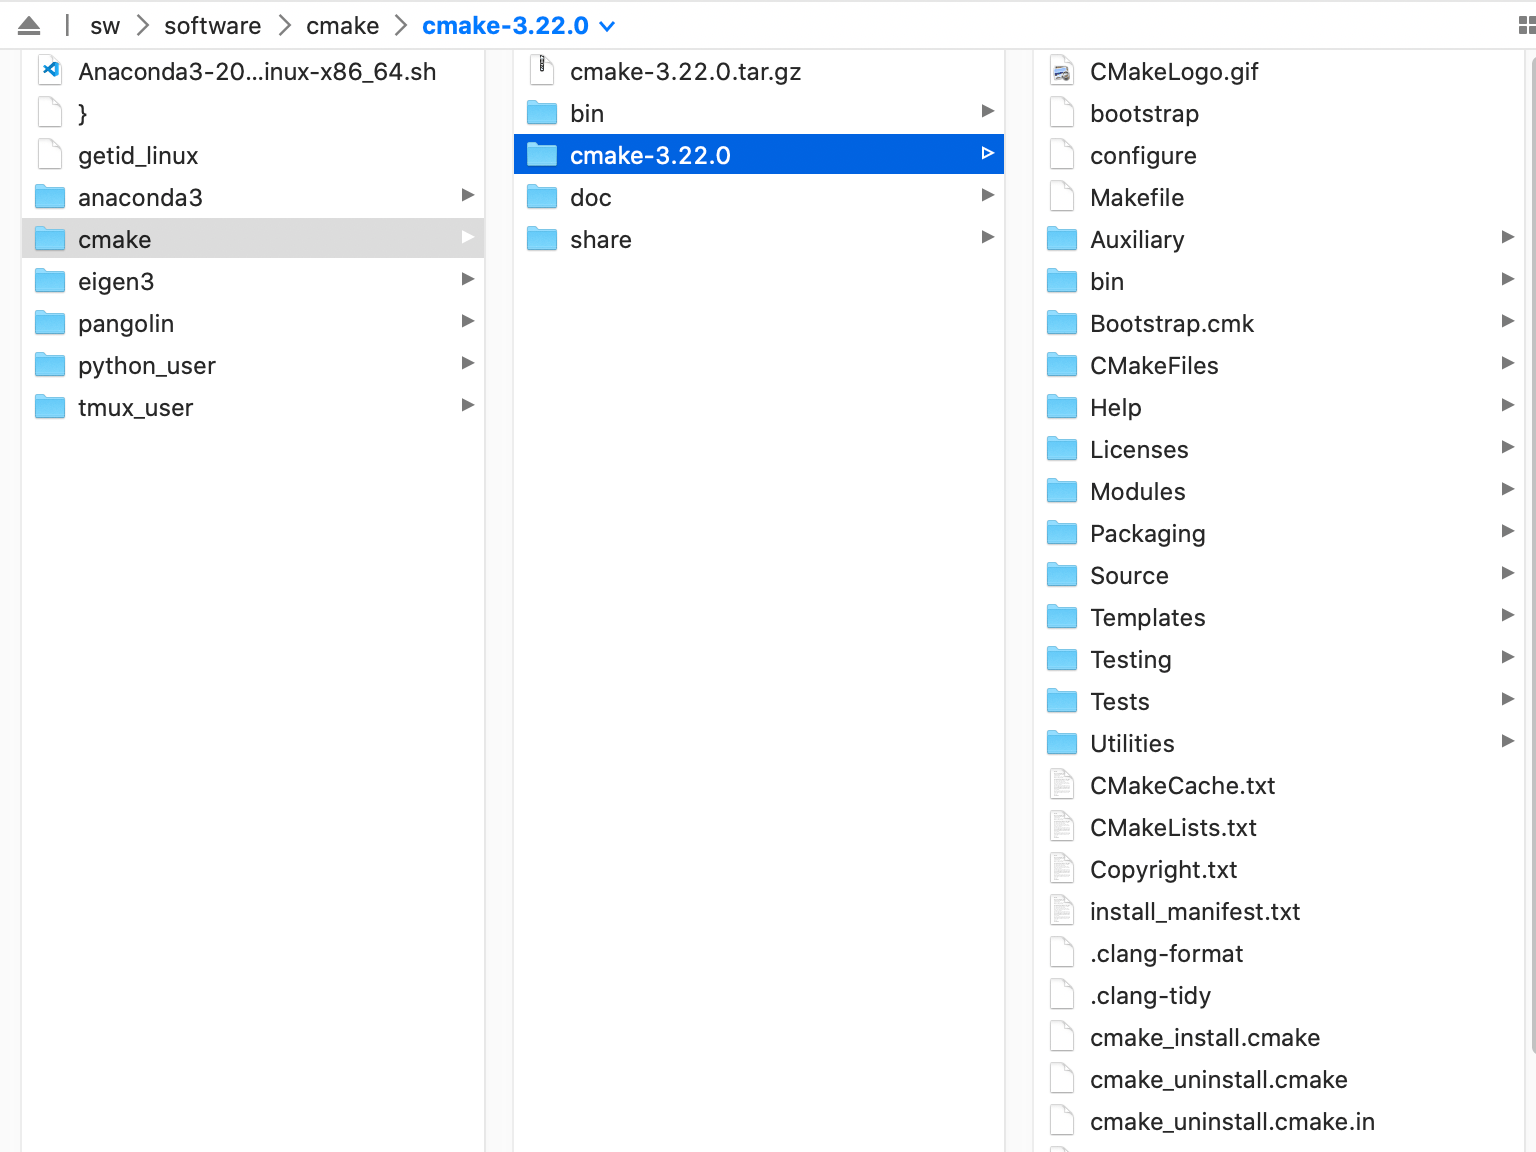 sw > software > cmake > cmake-3.22.0
Anaconda3-20...inux-x86_64.sh
}
getid_linux
anaconda3
cmake
eigen3
pangolin
python_user
tmux_user
cmake-3.22.0.tar.gz
bin
cmake-3.22.0
doc
share
CMakeLogo.gif
bootstrap
configure
Makefile
Auxiliary
bin
Bootstrap.cmk
CMakeFiles
Help
Licenses
Modules
Packaging
Source
Templates
Testing
Tests
Utilities
CMakeCache.txt
CMakeLists.txt
Copyright.txt
install_manifest.txt
.clang-format
.clang-tidy
cmake_install.cmake
cmake_uninstall.cmake
cmake_uninstall.cmake.in